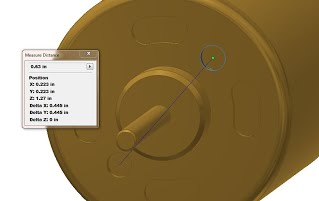 Measure Distance
0.63 in
Position
X: 0.223 in
Y: 0.223 in
Z: 1.27 in
Delta X: 0.445 in
Delta Y: 0.445 in
Delta Z: 0 in